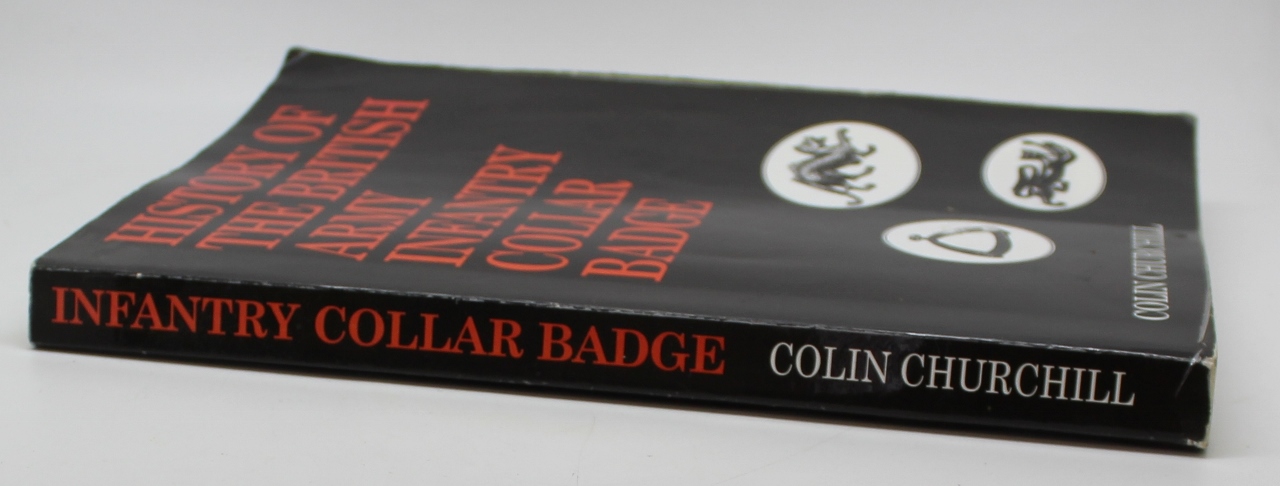 HISTORY OF
THE BRITISH
ARMY
INFANTRY
COLLAR
BADGE
COLIN CHURCHILL
INFANTRY COLLAR BADGE COLIN CHURCHILL